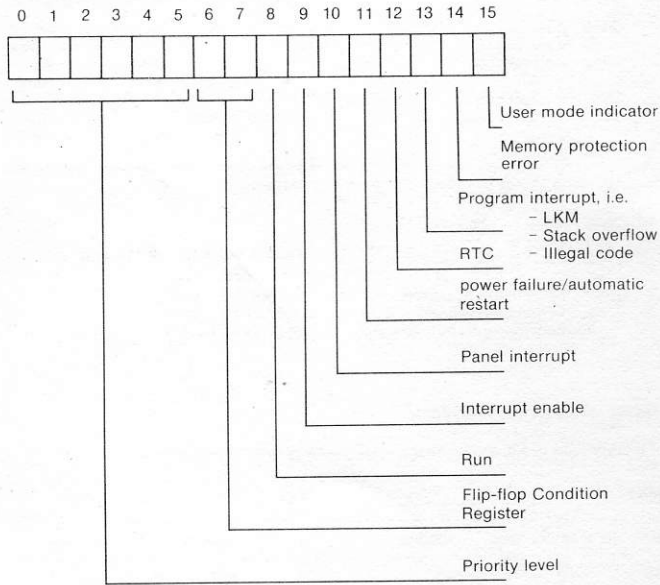 0 1 2 3 4 5 6 7 8 9 10 11 12 13 14 15
User mode indicator
Memory protection
error
Program interrupt, i.e.
- LKM
- Stack overflow
RTC - Illegal code
power failure/automatic
restart
Panel interrupt
Interrupt enable
Run
Flip-flop Condition
Register
Priority level